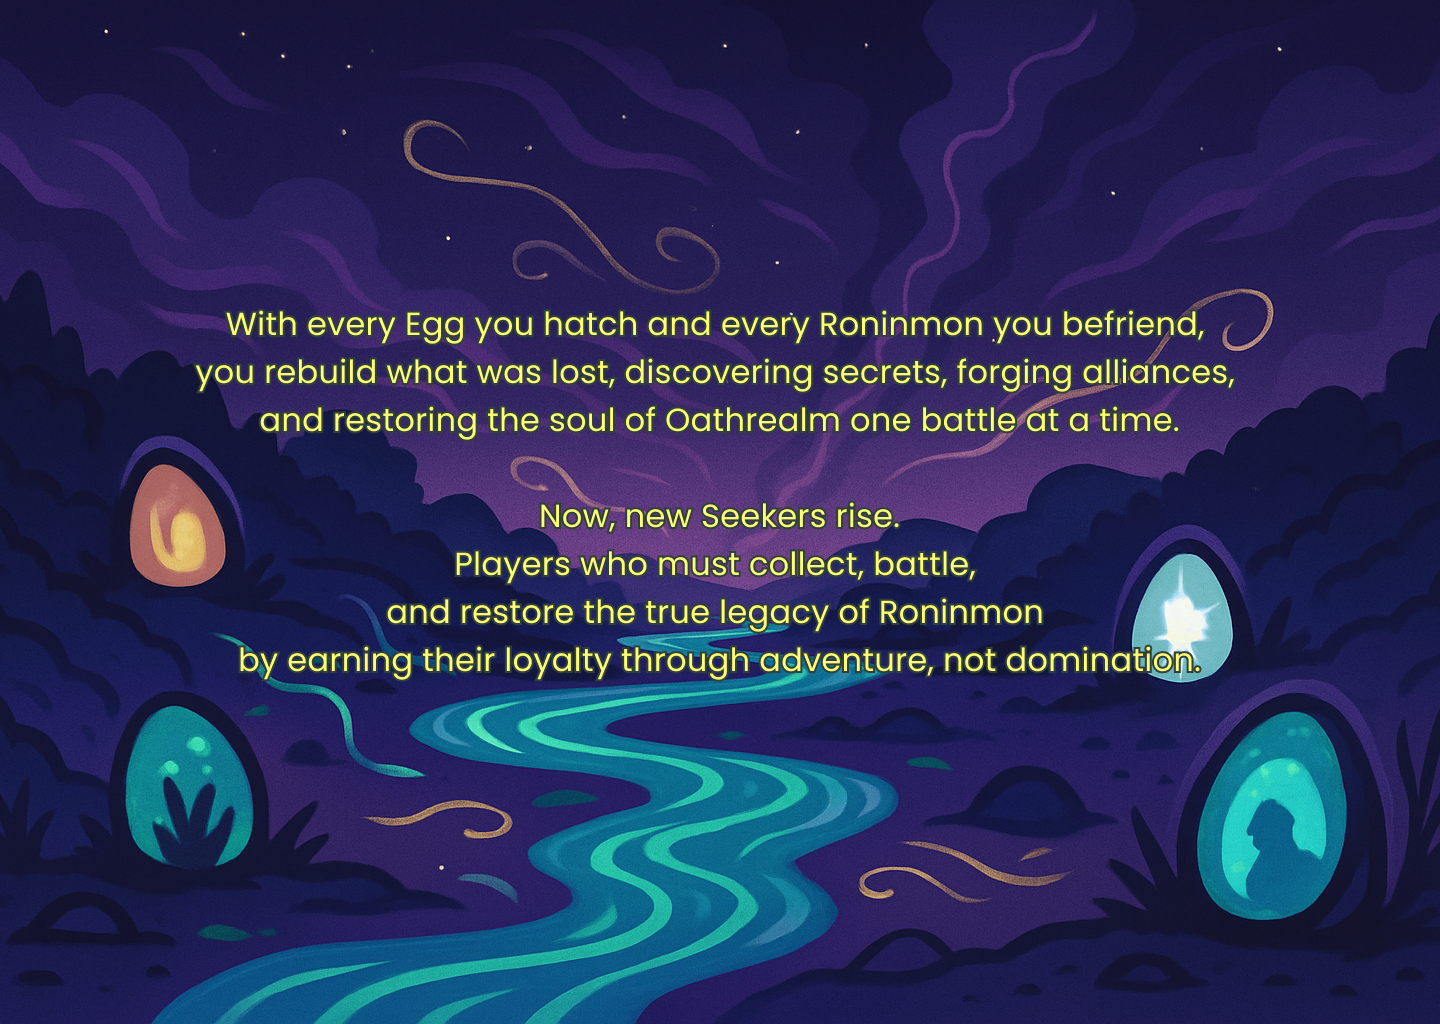 With every Egg you hatch and every Roninmon you befriend,
you rebuild what was lost, discovering secrets, forging alliances,
and restoring the soul of Oathrealm one battle at a time.
Now, new Seekers rise.
Players who must collect, battle,
and restore the true legacy of Roninmon
by earning their loyalty through adventure, not domination.